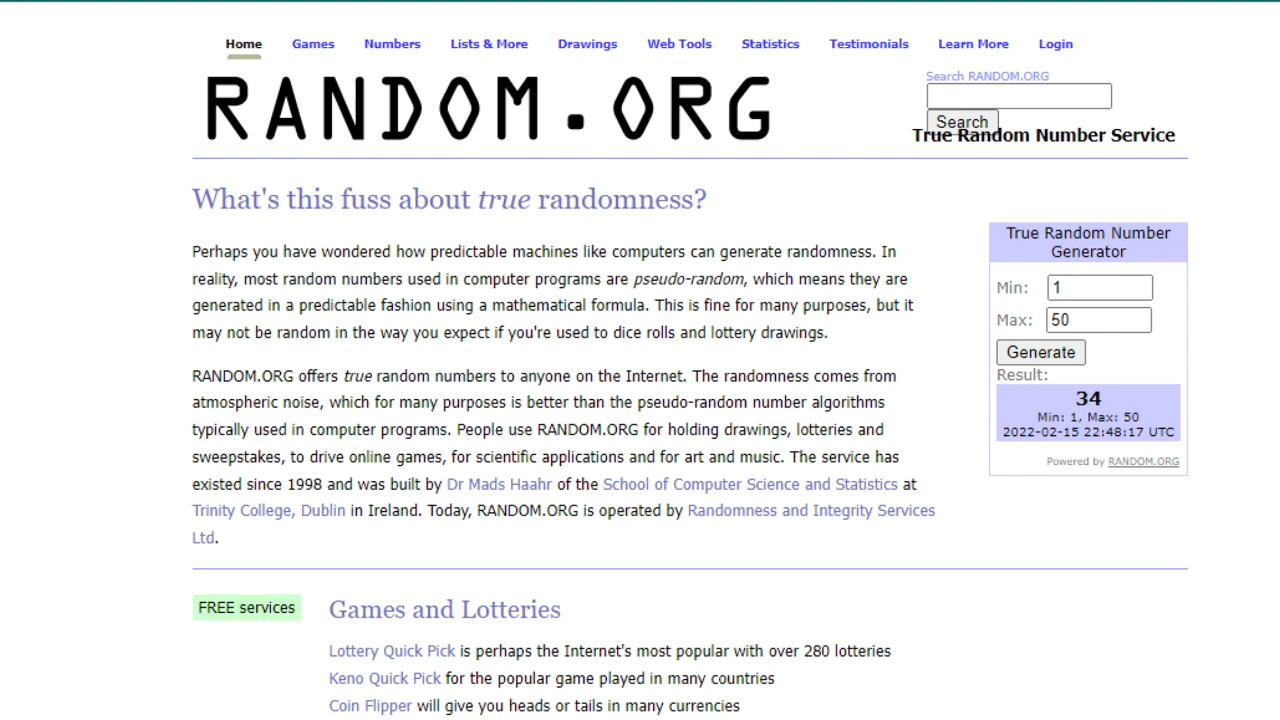 Home Games Numbers Lists & More Drawings Web Tools Statistics Testimonials Learn More Login
RANDOM.ORG
Search RANDOM.ORG
Search
True Random Number Service
What's this fuss about true randomness?
Perhaps you have wondered how predictable machines like computers can generate randomness. In
reality, most random numbers used in computer programs are pseudo-random, which means they are
generated in a predictable fashion using a mathematical formula. This is fine for many purposes, but it
may not be random in the way you expect if you're used to dice rolls and lottery drawings.
RANDOM.ORG offers true random numbers to anyone on the Internet. The randomness comes from
atmospheric noise, which for many purposes is better than the pseudo-random number algorithms
typically used in computer programs. People use RANDOM.ORG for holding drawings, lotteries and
sweepstakes, to drive online games, for scientific applications and for art and music. The service has
existed since 1998 and was built by Dr Mads Haahr of the School of Computer Science and Statistics at
Trinity College, Dublin in Ireland. Today, RANDOM.ORG is operated by Randomness and Integrity Services
Ltd.
True Random Number
Generator
Min: 1
Max: 50
Generate
Result:
34
Min: 1, Max: 50
2022-02-15 22:48:17 UTC
Powered by RANDOM.ORG
FREE services
Games and Lotteries
Lottery Quick Pick is perhaps the Internet's most popular with over 280 lotteries
Keno Quick Pick for the popular game played in many countries
Coin Flipper will give you heads or tails in many currencies